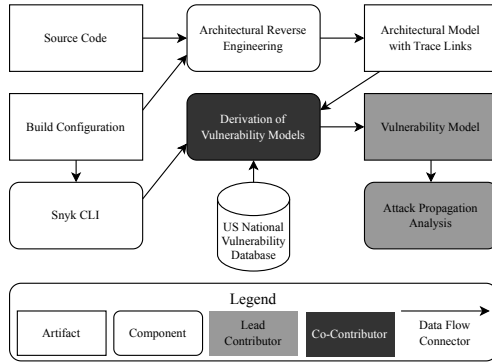 Source Code
Architectural Reverse
Engineering
Architectural Model
with Trace Links
Build Configuration
Derivation of
Vulnerability Models
Vulnerability Model
Snyk CLI
US National
Vulnerability
Database
Attack Propagation
Analysis
Legend
Artifact
Component
Lead
Contributor
Co-Contributor
Data Flow
Connector